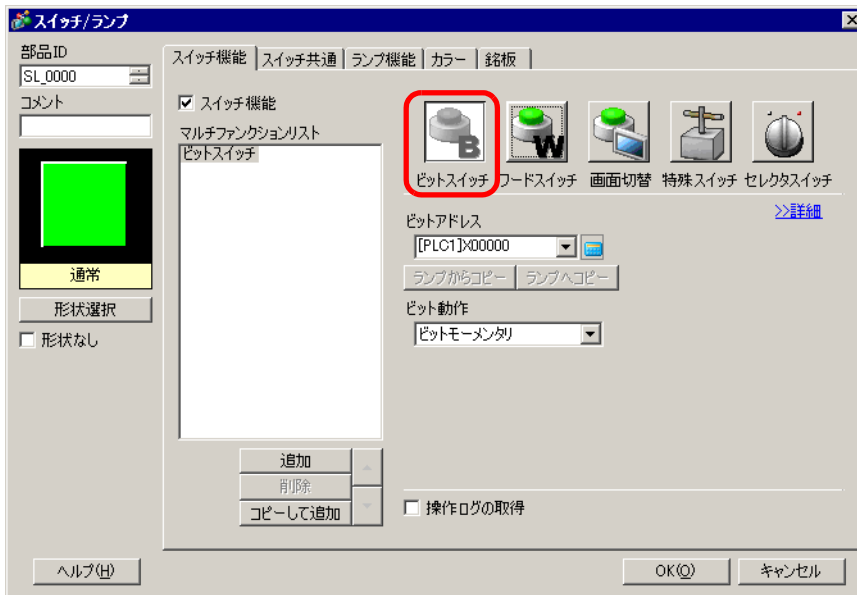 スイッチ/ランプ
部品ID
SL_0000
コメント
通常
形状選択
形状なし
スイッチ機能 スイッチ共通 ランプ機能 カラー 銘板
スイッチ機能
マルチファンクションリスト
ビットスイッチ
追加
削除
コピーして追加
B W
ビットスイッチ ワードスイッチ 画面切替 特殊スイッチ セレクタスイッチ
>>詳細
ビットアドレス
[PLC1]X00000
ランプからコピー ランプへコピー
ビット動作
ビットモーメンタリ
操作ログの取得
ヘルプ(H) OK(O) キャンセル